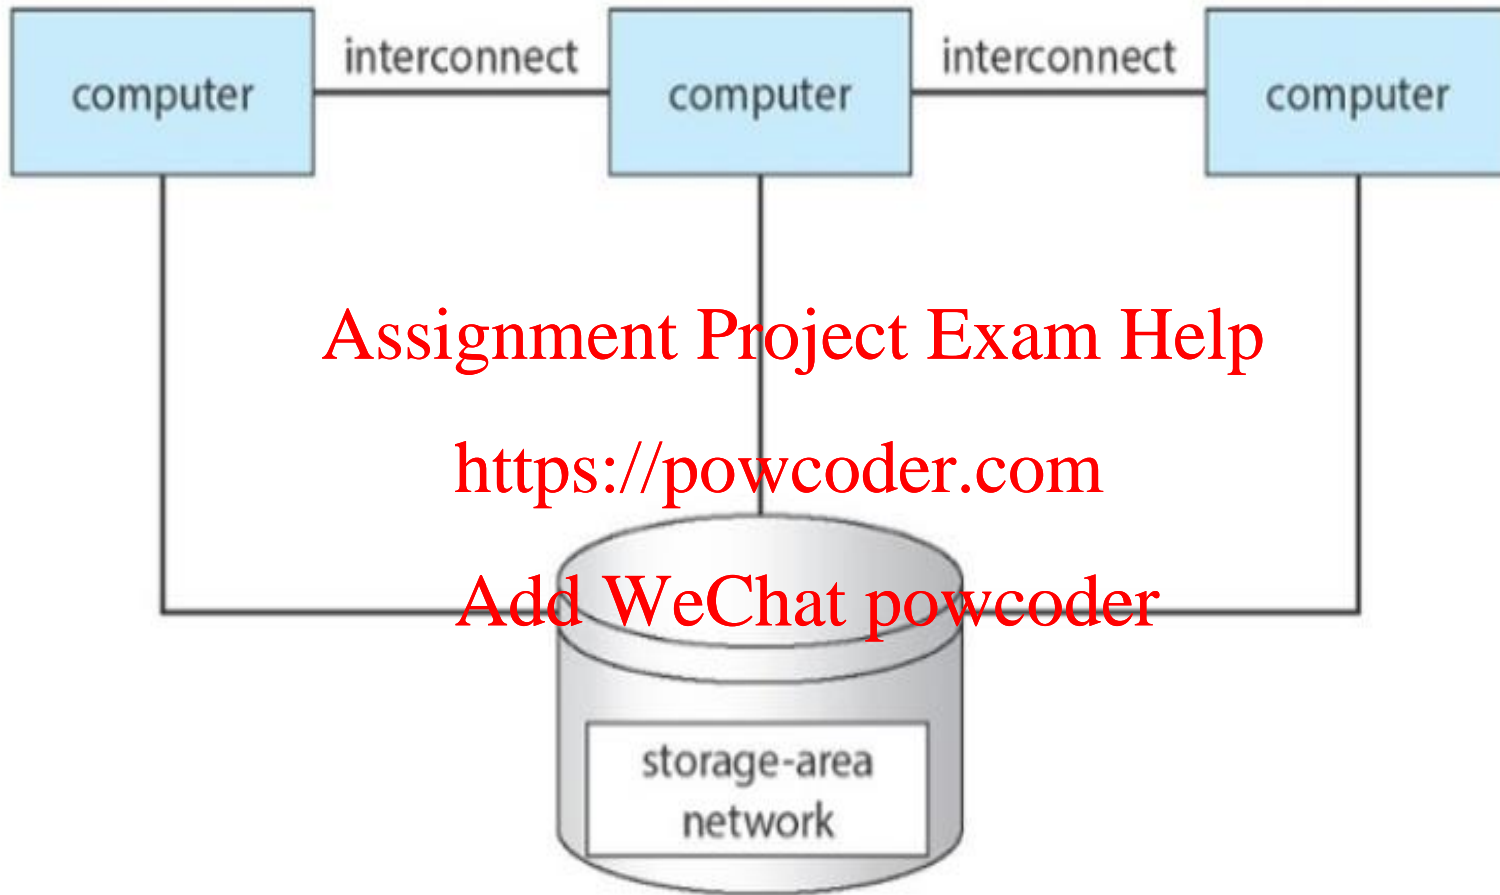 interconnect
interconnect
computer
computer
computer
Assignment Project Exam Help
https://powcoder.com
Add WeChat powcoder
storage-area
network